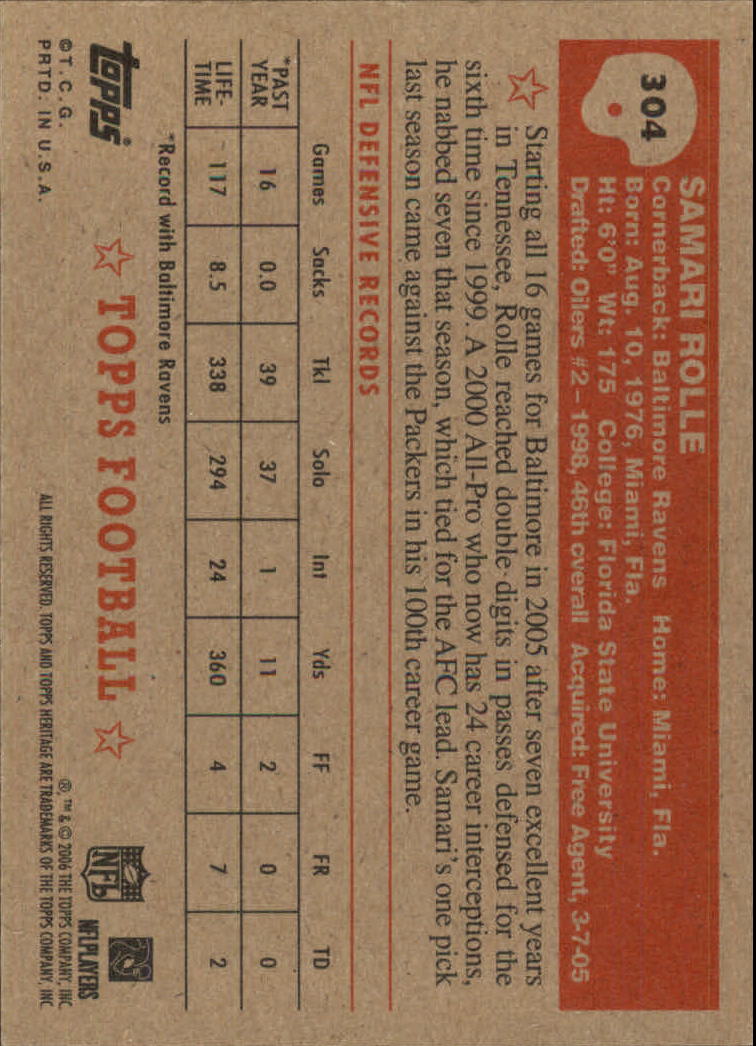 304
SAMARI ROLLE
Cornerback: Baltimore Ravens Home: Miami, Fla.
Born: Aug. 10, 1976, Miami, Fla.
Ht: 6'0" Wt: 175 College: Florida State University
Drafted: Oilers #2–1998, 46th overall Acquired: Free Agent, 3-7-05
Starting all 16 games for Baltimore in 2005 after seven excellent years
in Tennessee, Rolle reached double digits in passes defensed for the
sixth time since 1999. A 2000 All-Pro who now has 24 career interceptions,
he nabbed seven that season, which tied for the AFC lead. Samari's one pick
last season came against the Packers in his 100th career game.
NFL DEFENSIVE RECORDS
Games Sacks Tkl Solo Int Yds FF FR TD
*PAST YEAR 16 0.0 39 37 1 11 2 0 0
LIFE-TIME 117 8.5 338 294 24 360 4 7 2
*Record with Baltimore Ravens
Topps®
©T.C.G.
PRTD. IN U.S.A.
TOPPS FOOTBALL
NFL
NFLPLAYERS
®, ™ & © 2006 THE TOPPS COMPANY, INC
ALL RIGHTS RESERVED. TOPPS AND TOPPS HERITAGE ARE TRADEMARKS OF THE TOPPS COMPANY, INC